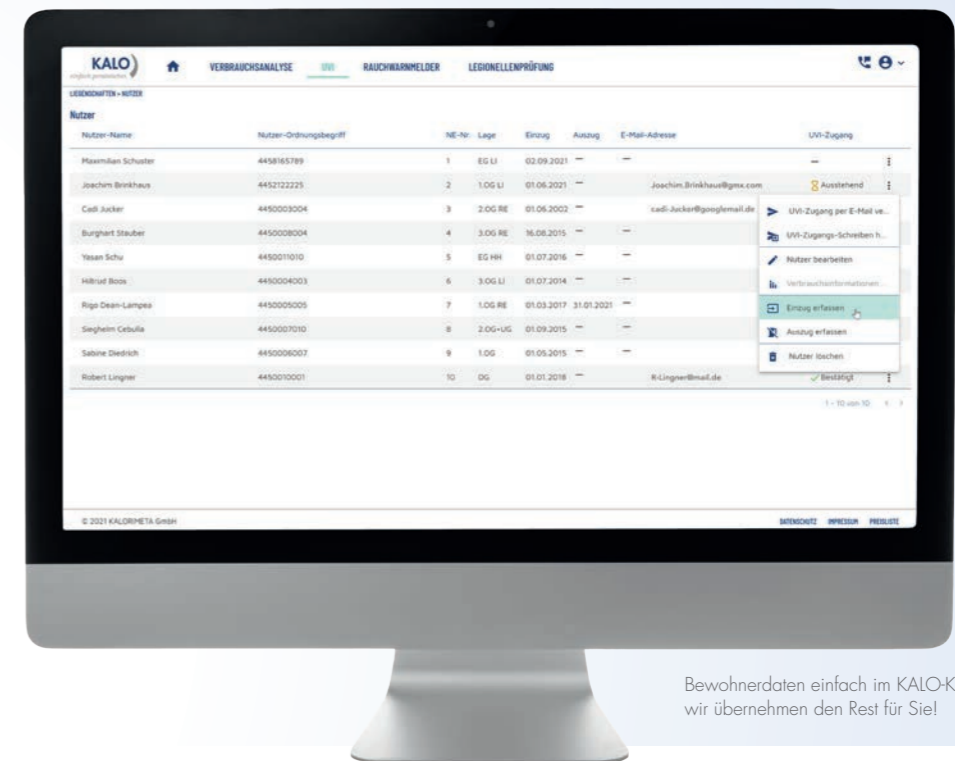 KALO
einfach persönlicher.
VERBRAUCHSANALYSE UVI RAUCHWARNMELDER LEGIONELLENPRÜFUNG
LIEGENSCHAFTEN > NUTZER
Nutzer
Nutzer-Name Nutzer-Ordnungsbegriff NE-Nr. Lage Einzug Auszug E-Mail-Adresse UVI-Zugang
Maximilian Schuster 4458165789 1 EG LI 02.09.2021 — — —
Joachim Brinkhaus 4452122225 2 1.OG LI 01.06.2021 — Joachim.Brinkhaus@gmx.com Ausstehend
Cadi Jucker 4450003004 3 2.OG RE 01.06.2002 — cadi-Jucker@googlemail.de
Burghart Stauber 4450008004 4 3.OG RE 16.08.2015 — —
Yasan Schu 4450011010 5 EG HH 01.07.2016 — —
Hiltrud Boos 4450004003 6 3.OG LI 01.07.2014 — —
Rigo Dean-Lampea 4450005005 7 1.OG RE 01.03.2017 31.01.2021 —
Siegheim Cebulla 4450007010 8 2.OG+UG 01.09.2015 — —
Sabine Diedrich 4450006007 9 1.OG 01.05.2015 — —
Robert Lingner 4450010001 10 DG 01.01.2018 — R-Lingner@mail.de Bestätigt
UVI-Zugang per E-Mail ve...
UVI-Zugangs-Schreiben h...
Nutzer bearbeiten
Verbrauchsinformationen...
Einzug erfassen
Auszug erfassen
Nutzer löschen
1 – 10 von 10
© 2021 KALORIMETA GmbH
DATENSCHUTZ IMPRESSUM PREISLISTE
Bewohnerdaten einfach im KALO-K
wir übernehmen den Rest für Sie!